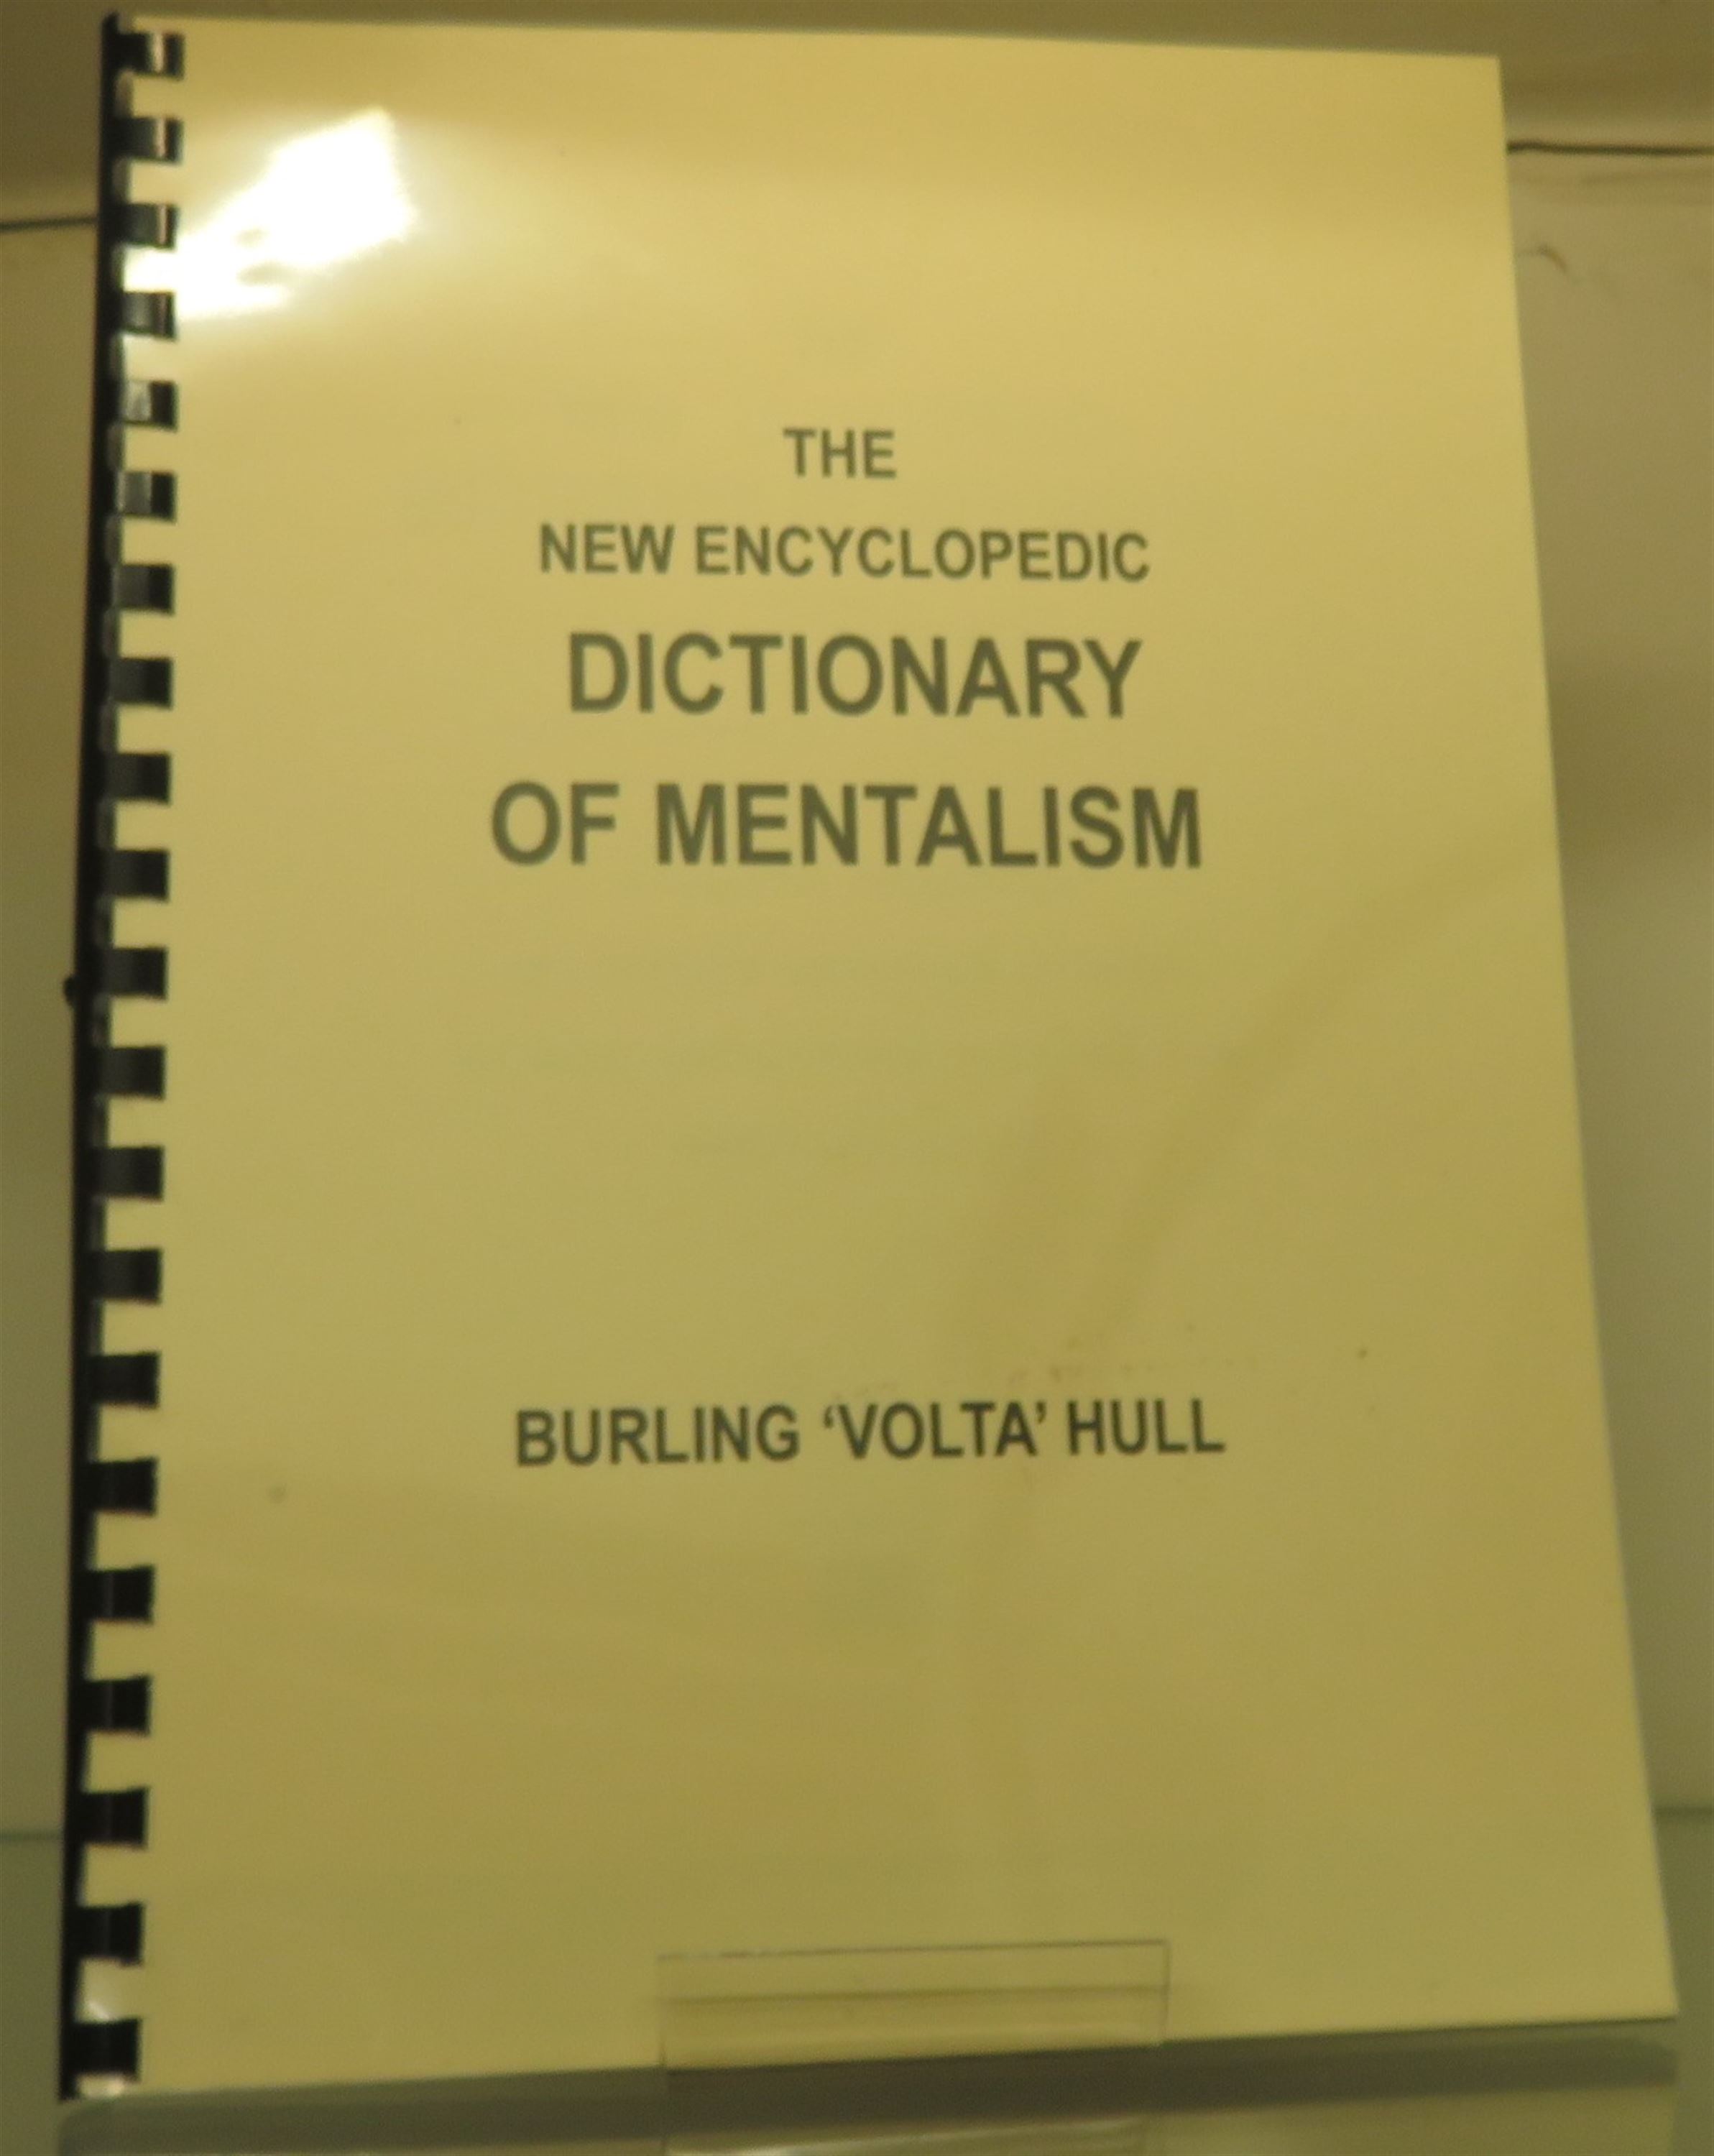 THE
NEW ENCYCLOPEDIC
DICTIONARY
OF MENTALISM
BURLING ‘VOLTA’ HULL